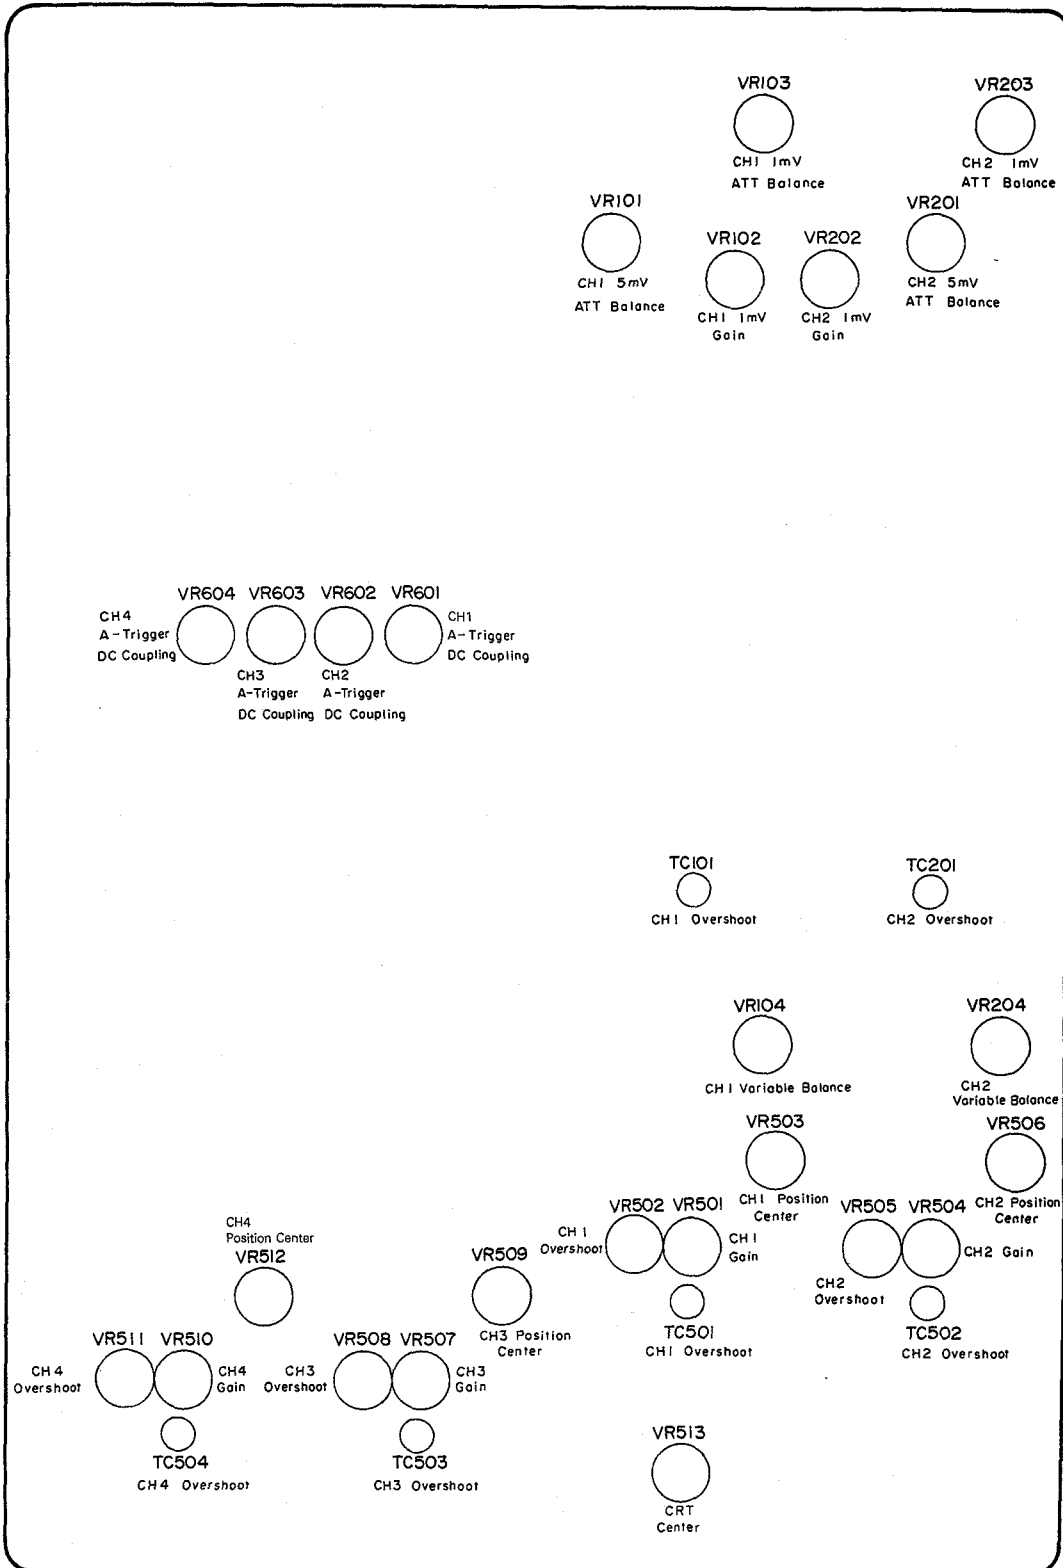 VR103
CH1 1mV
ATT Balance
VR203
CH2 1mV
ATT Balance
VR101
CH1 5mV
ATT Balance
VR102
CH1 1mV
Gain
VR202
CH2 1mV
Gain
VR201
CH2 5mV
ATT Balance
VR604
CH4
A-Trigger
DC Coupling
VR603
CH3
A-Trigger
DC Coupling
VR602
CH2
A-Trigger
DC Coupling
VR601
CH1
A-Trigger
DC Coupling
TC101
CH1 Overshoot
TC201
CH2 Overshoot
VR104
CH1 Variable Balance
VR204
CH2
Variable Balance
VR503
CH1 Position
Center
VR506
CH2 Position
Center
VR502
CH1
Overshoot
VR501
CH1
Gain
VR505
CH2
Overshoot
VR504
CH2 Gain
TC501
CH1 Overshoot
TC502
CH2 Overshoot
CH4
Position Center
VR512
VR509
CH3 Position
Center
VR511
CH4
Overshoot
VR510
CH4
Gain
VR508
CH3
Overshoot
VR507
CH3
Gain
TC504
CH4 Overshoot
TC503
CH3 Overshoot
VR513
CRT
Center